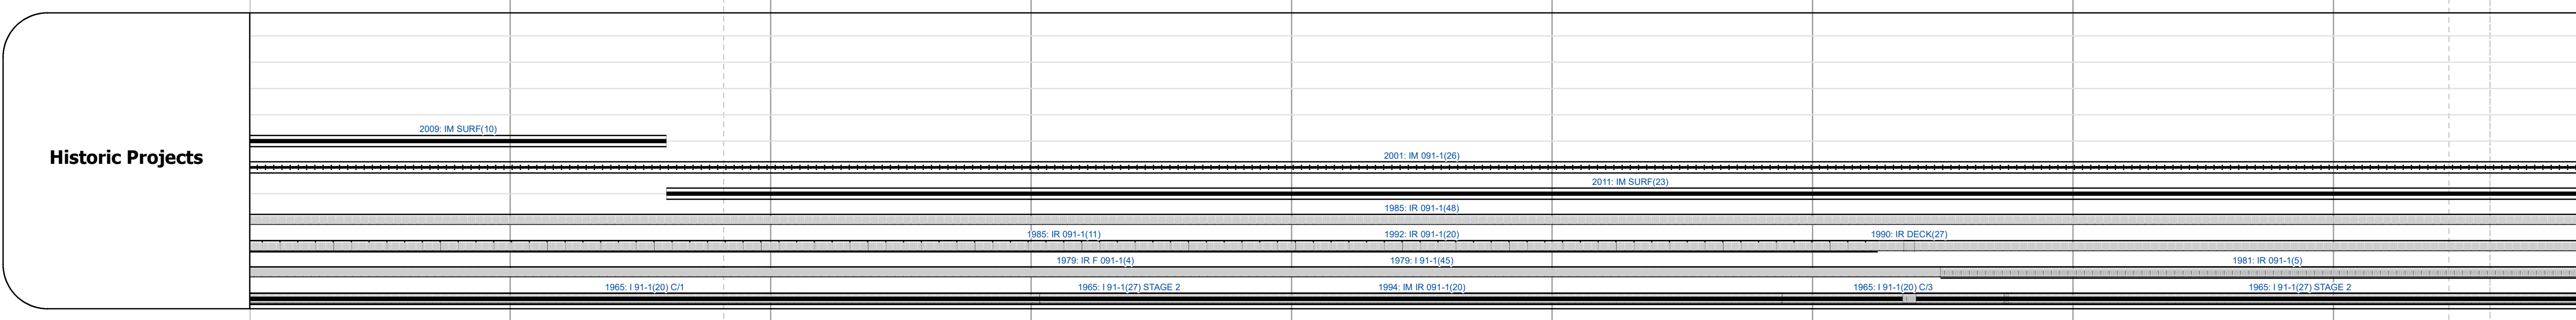 Historic Projects
2009: IM SURF(10)
2001: IM 091-1(26)
2011: IM SURF(23)
1985: IR 091-1(48)
1985: IR 091-1(11) 1992: IR 091-1(20) 1990: IR DECK(27)
1979: IR F 091-1(4) 1979: I 91-1(45) 1981: IR 091-1(5)
1965: I 91-1(20) C/1 1965: I 91-1(27) STAGE 2 1994: IM IR 091-1(20) 1965: I 91-1(20) C/3 1965: I 91-1(27) STAGE 2